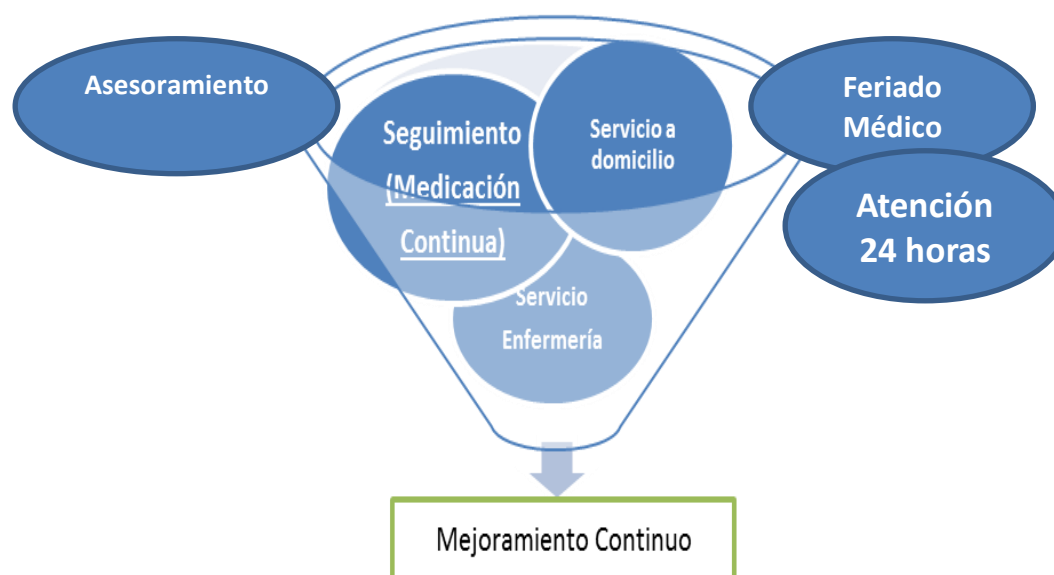 Asesoramiento
Seguimiento
(Medicación
Continua)
Servicio a
domicilio
Feriado
Médico
Atención
24 horas
Servicio
Enfermería
Mejoramiento Continuo